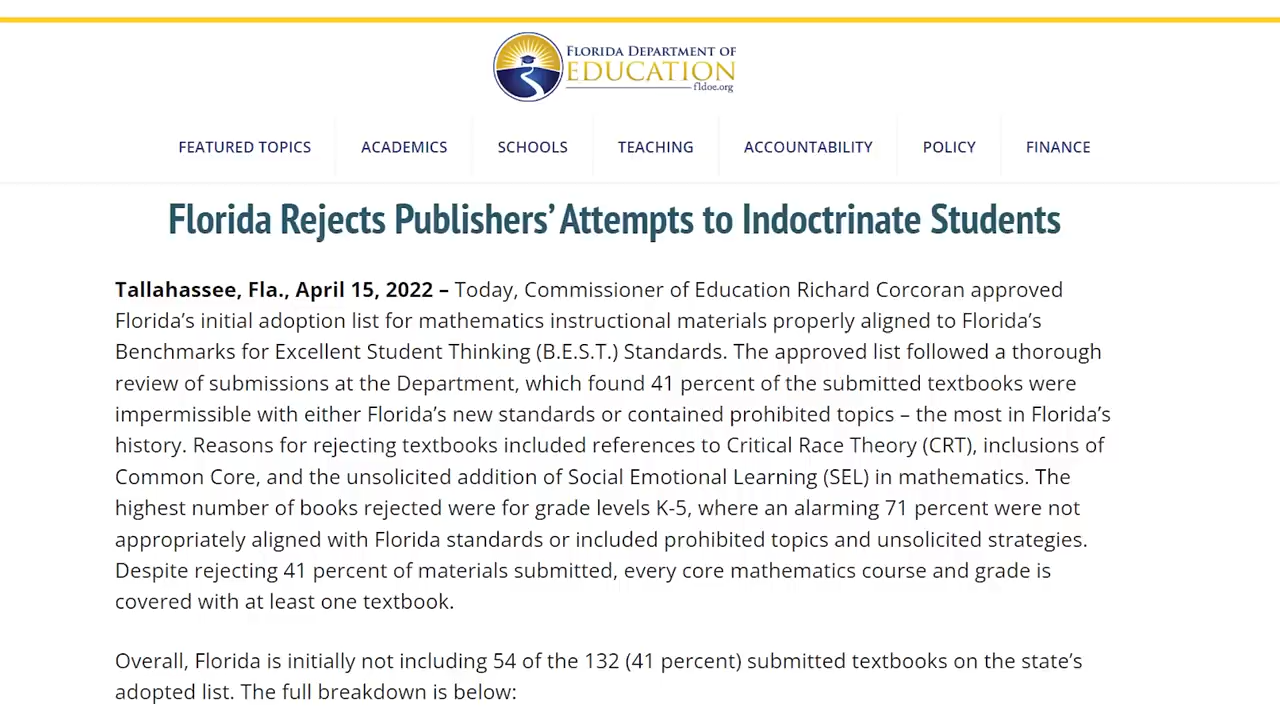 FLORIDA DEPARTMENT OF
EDUCATION
fldoe.org
FEATURED TOPICS ACADEMICS SCHOOLS TEACHING ACCOUNTABILITY POLICY FINANCE
Florida Rejects Publishers’ Attempts to Indoctrinate Students
Tallahassee, Fla., April 15, 2022 – Today, Commissioner of Education Richard Corcoran approved
Florida’s initial adoption list for mathematics instructional materials properly aligned to Florida’s
Benchmarks for Excellent Student Thinking (B.E.S.T.) Standards. The approved list followed a thorough
review of submissions at the Department, which found 41 percent of the submitted textbooks were
impermissible with either Florida’s new standards or contained prohibited topics – the most in Florida’s
history. Reasons for rejecting textbooks included references to Critical Race Theory (CRT), inclusions of
Common Core, and the unsolicited addition of Social Emotional Learning (SEL) in mathematics. The
highest number of books rejected were for grade levels K-5, where an alarming 71 percent were not
appropriately aligned with Florida standards or included prohibited topics and unsolicited strategies.
Despite rejecting 41 percent of materials submitted, every core mathematics course and grade is
covered with at least one textbook.
Overall, Florida is initially not including 54 of the 132 (41 percent) submitted textbooks on the state’s
adopted list. The full breakdown is below: